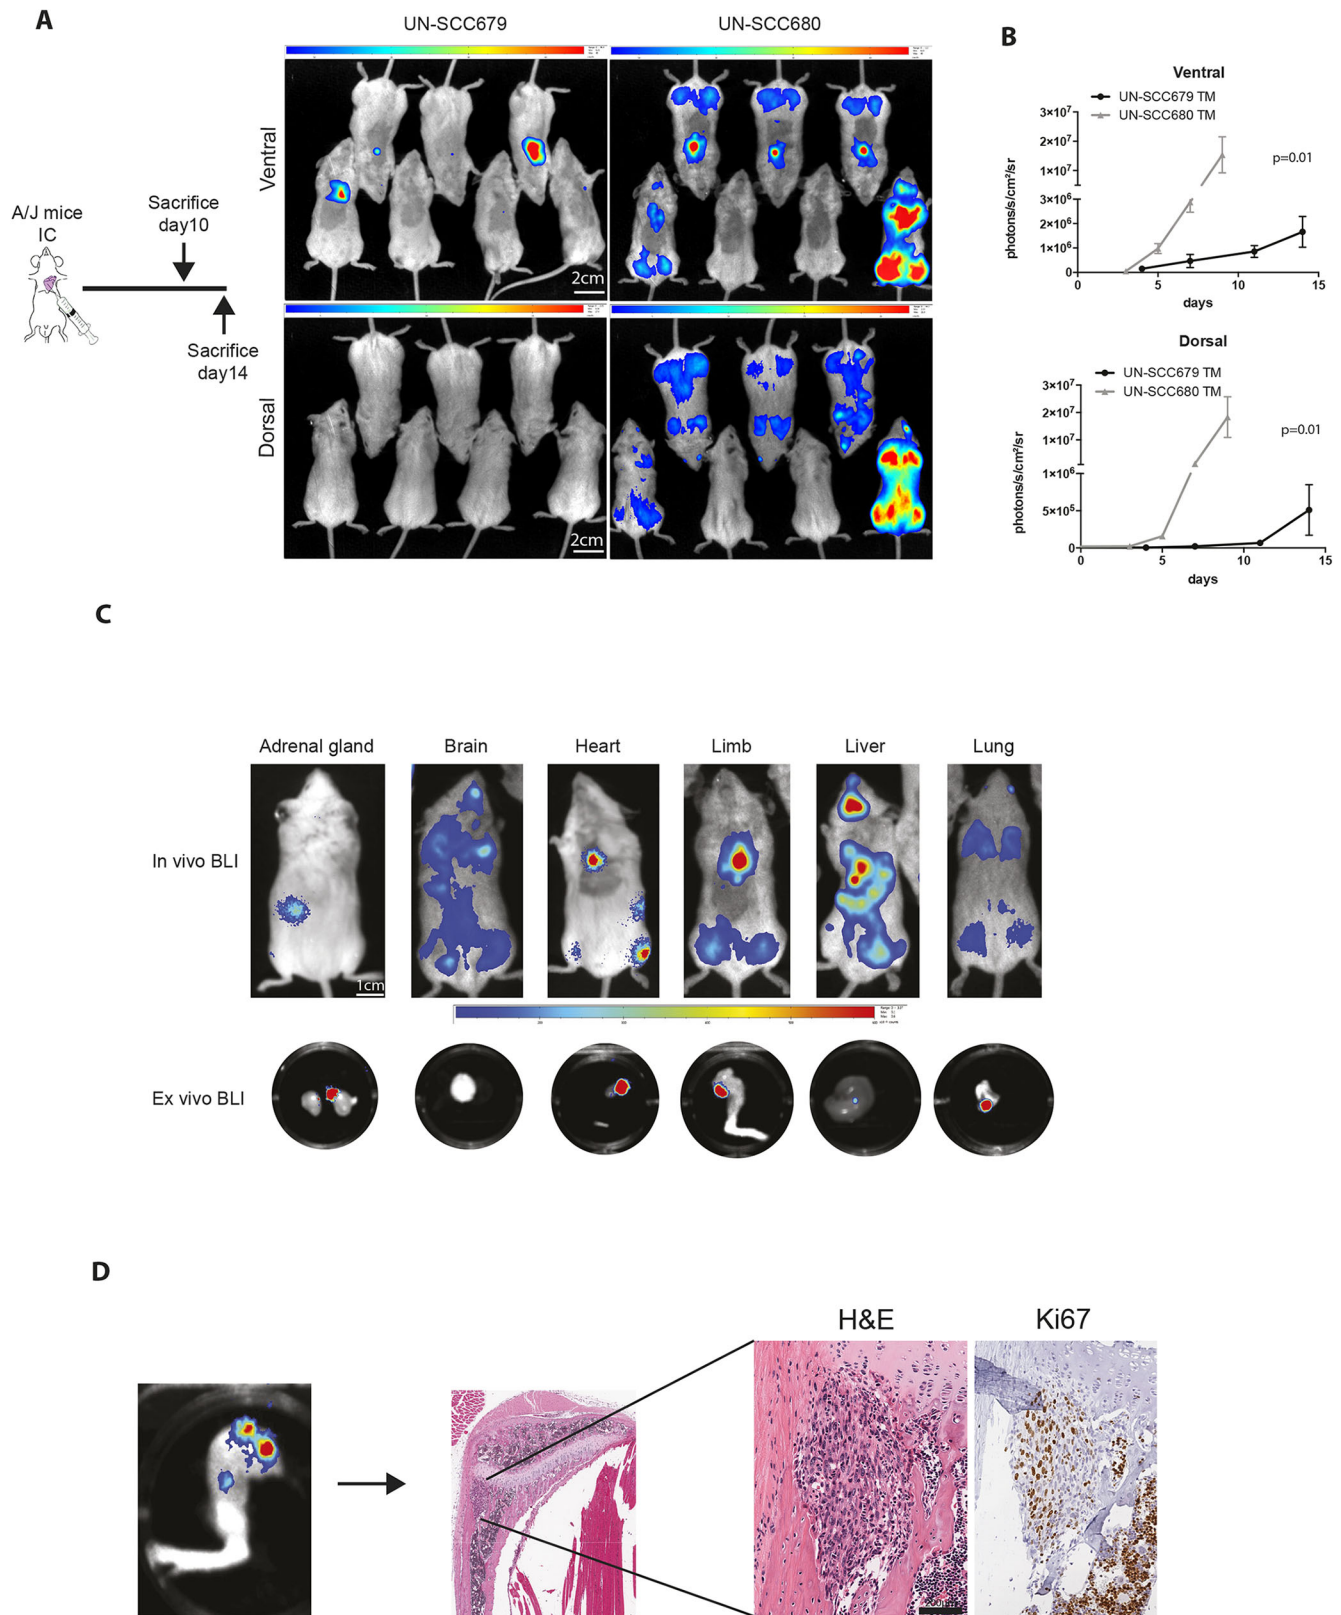 A
UN-SCC679
UN-SCC680
Ventral
Dorsal
A/J mice
IC
Sacrifice
day10
Sacrifice
day14
2cm
2cm
B
Ventral
UN-SCC679 TM
UN-SCC680 TM
3×10⁷
2×10⁷
1×10⁷
3×10⁶
2×10⁶
1×10⁶
0
photons/s/cm²/sr
p=0.01
0
5
10
15
days
Dorsal
UN-SCC679 TM
UN-SCC680 TM
3×10⁷
2×10⁷
1×10⁷
1×10⁶
5×10⁵
0
photons/s/cm²/sr
p=0.01
0
5
10
15
days
C
Adrenal gland
Brain
Heart
Limb
Liver
Lung
In vivo BLI
1cm
Ex vivo BLI
D
H&E
Ki67
200µm